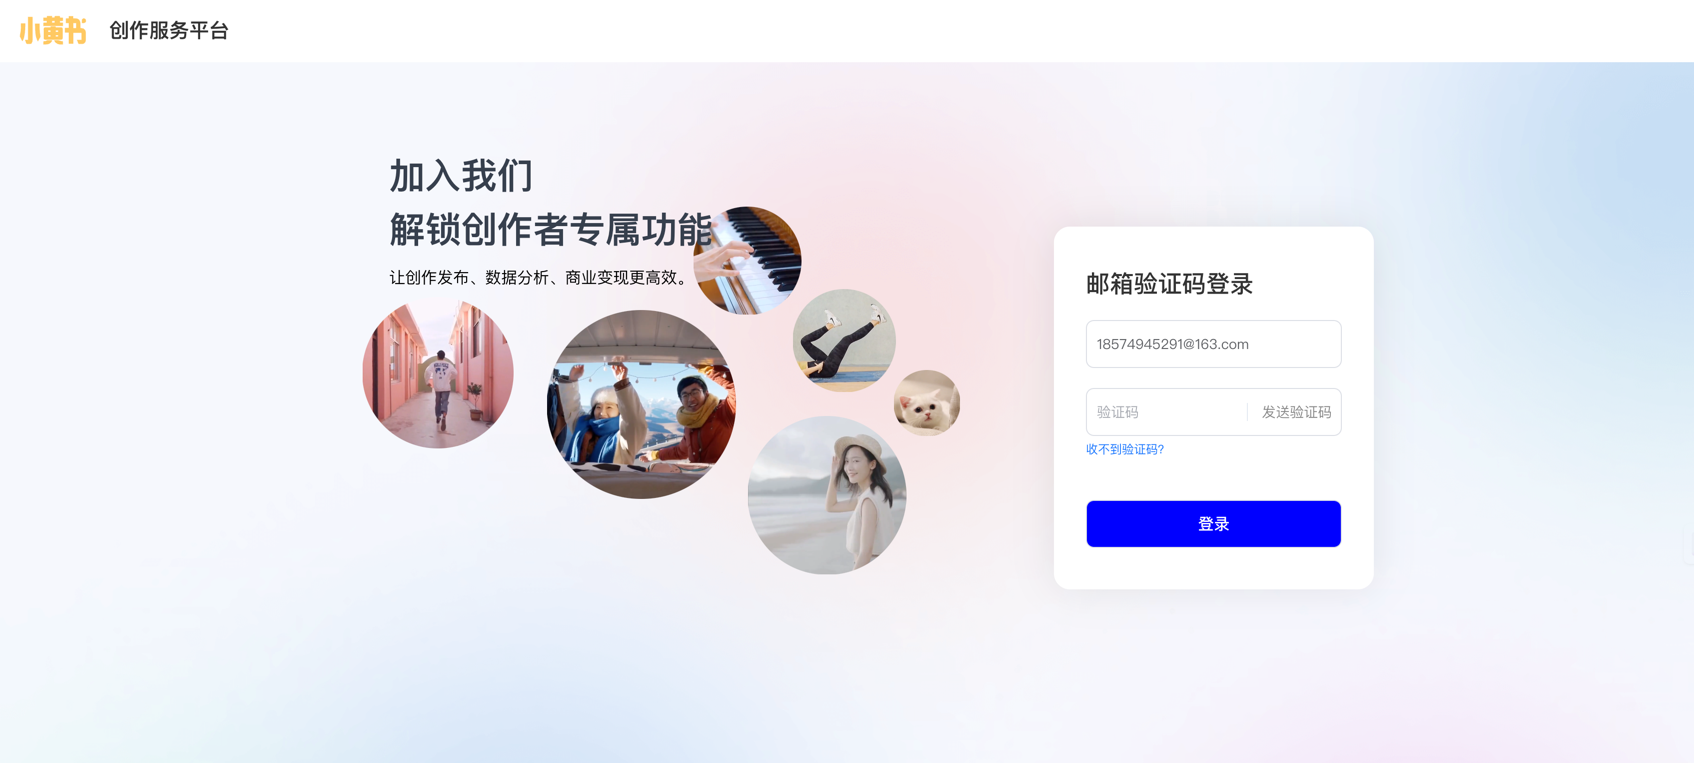 小黄书 创作服务平台
加入我们
解锁创作者专属功能
让创作发布、数据分析、商业变现更高效。
邮箱验证码登录
18574945291@163.com
验证码 发送验证码
收不到验证码?
登录